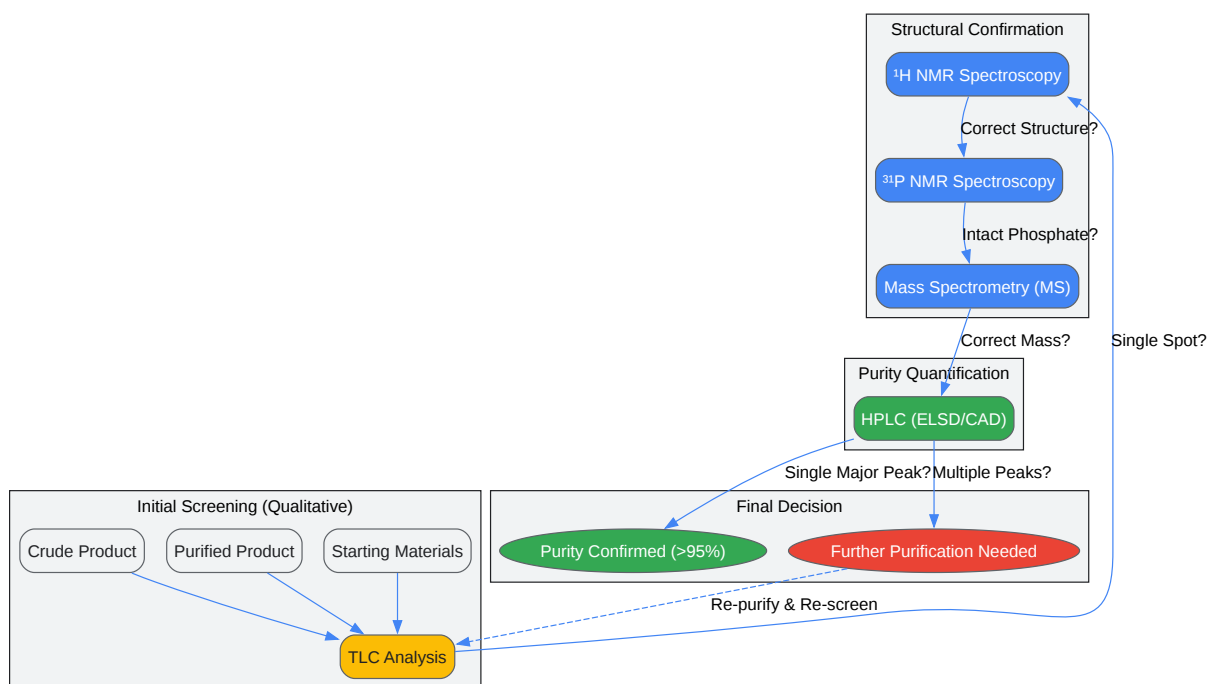 Structural Confirmation
¹H NMR Spectroscopy
Correct Structure?
³¹P NMR Spectroscopy
Intact Phosphate?
Mass Spectrometry (MS)
Correct Mass?
Single Spot?
Purity Quantification
HPLC (ELSD/CAD)
Single Major Peak?
Multiple Peaks?
Initial Screening (Qualitative)
Final Decision
Crude Product
Purified Product
Starting Materials
Purity Confirmed (>95%)
Further Purification Needed
Re-purify & Re-screen
TLC Analysis